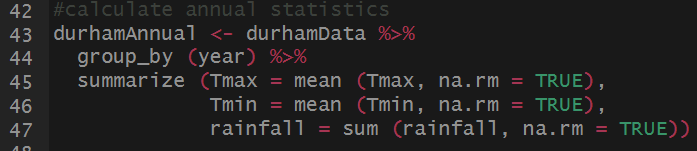 42 #calculate annual statistics
43 durhamAnnual <- durhamData %>%
44   group_by (year) %>%
45   summarize (Tmax = mean (Tmax, na.rm = TRUE),
46              Tmin = mean (Tmin, na.rm = TRUE),
47              rainfall = sum (rainfall, na.rm = TRUE))